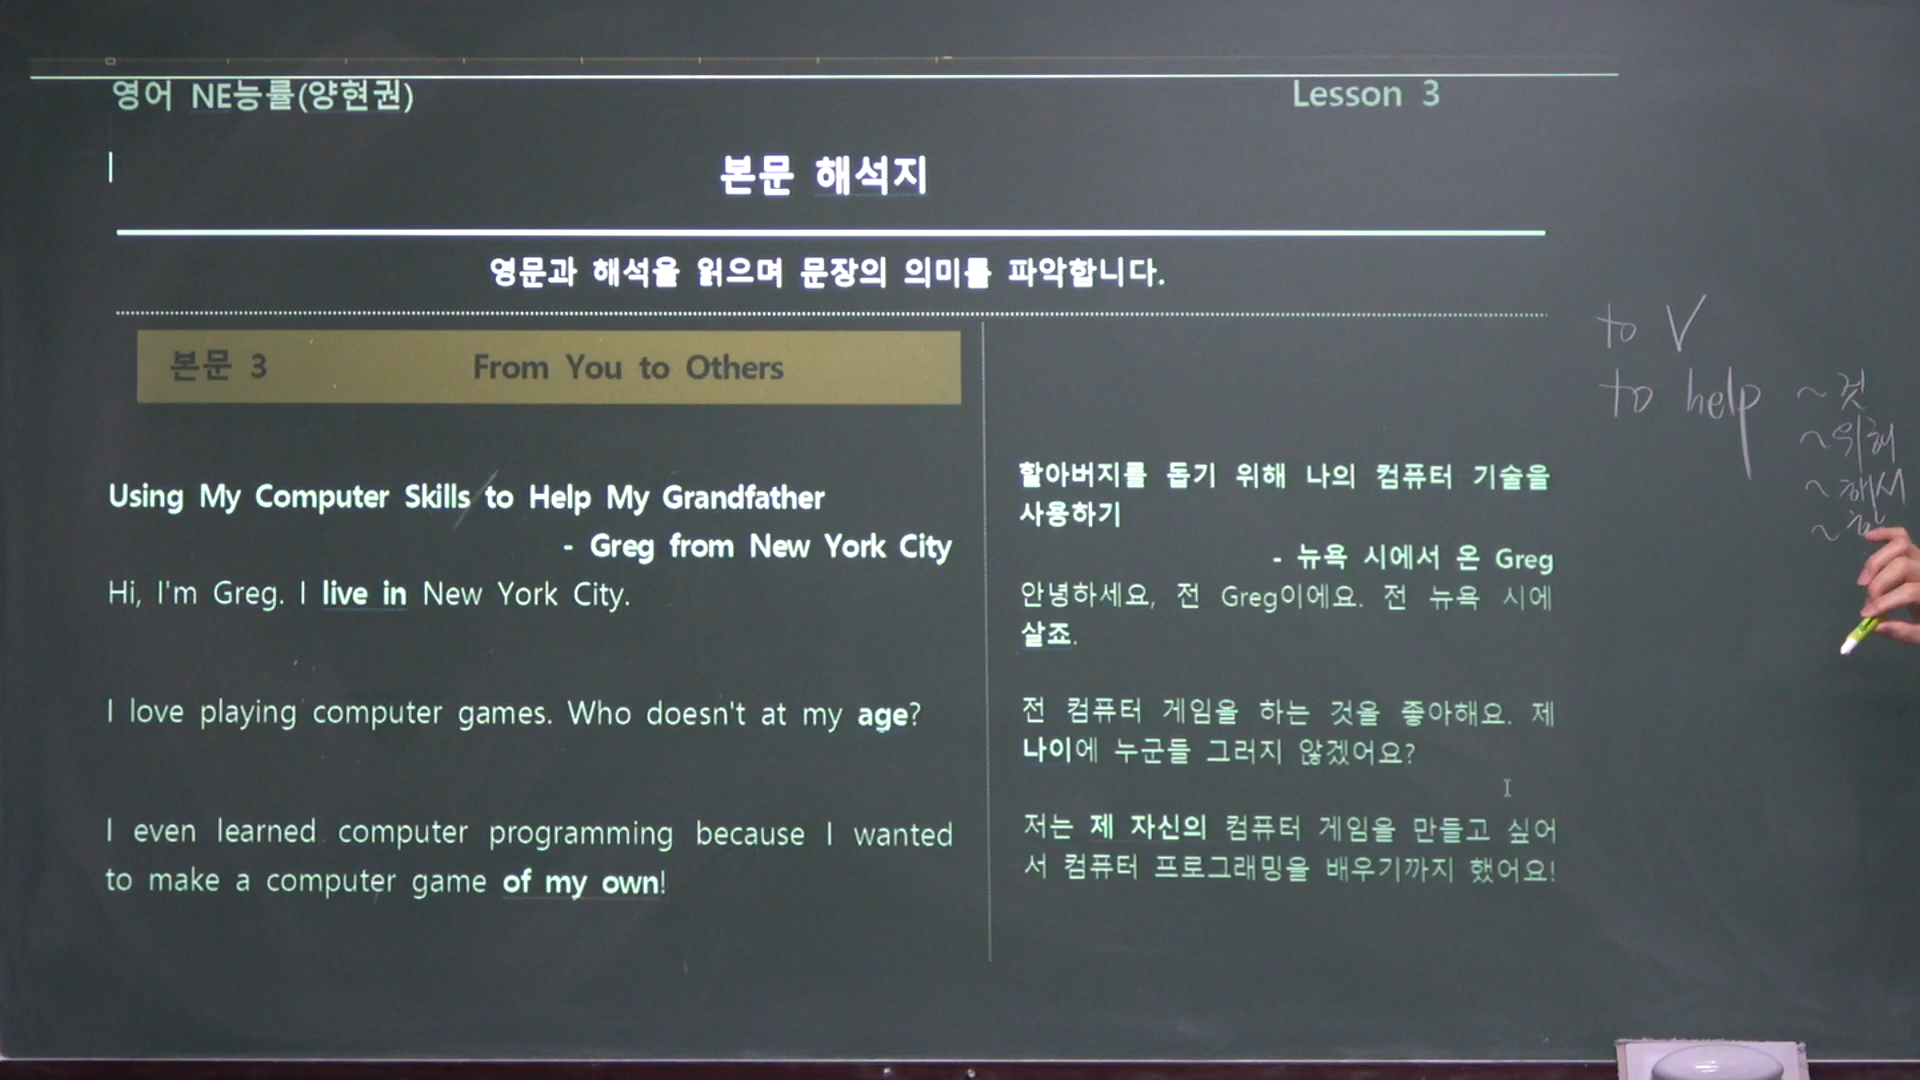 영어 NE능률(양현권)
Lesson 3
본문 해석지
영문과 해석을 읽으며 문장의 의미를 파악합니다.
본문 3 From You to Others
Using My Computer Skills to Help My Grandfather
- Greg from New York City
Hi, I'm Greg. I live in New York City.
I love playing computer games. Who doesn't at my age?
I even learned computer programming because I wanted
to make a computer game of my own!
할아버지를 돕기 위해 나의 컴퓨터 기술을
사용하기
- 뉴욕 시에서 온 Greg
안녕하세요, 전 Greg이에요. 전 뉴욕 시에
살죠.
전 컴퓨터 게임을 하는 것을 좋아해요. 제
나이에 누군들 그러지 않겠어요?
저는 제 자신의 컴퓨터 게임을 만들고 싶어
서 컴퓨터 프로그래밍을 배우기까지 했어요!
to V
to help ~것
~위해
~해서
~